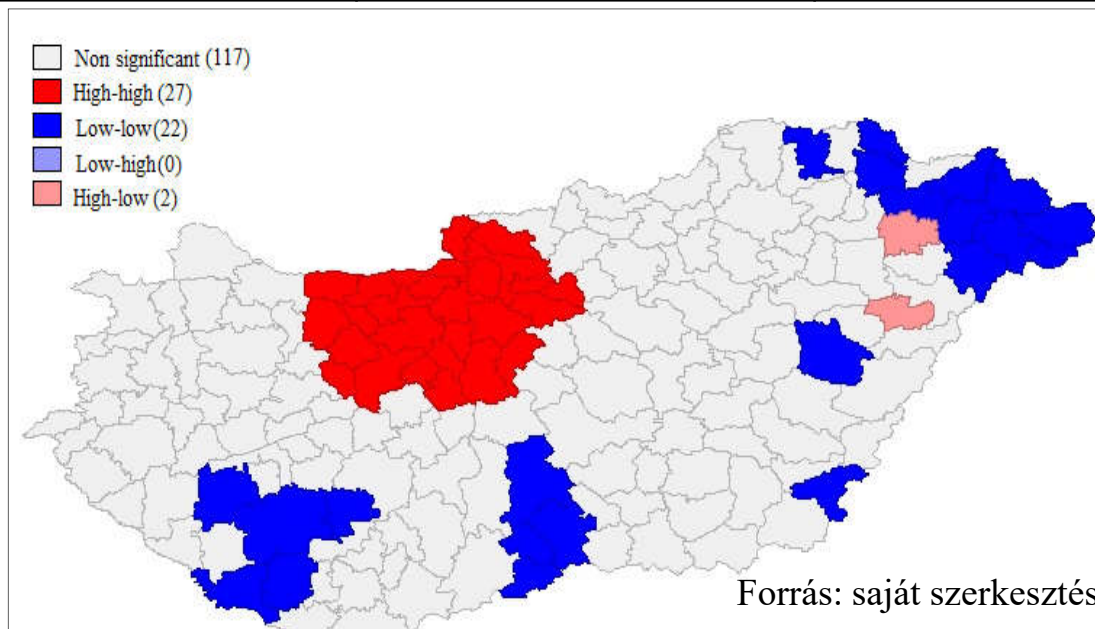 Non significant (117)
High-high (27)
Low-low(22)
Low-high(0)
High-low (2)
Forrás: saját szerkesztés